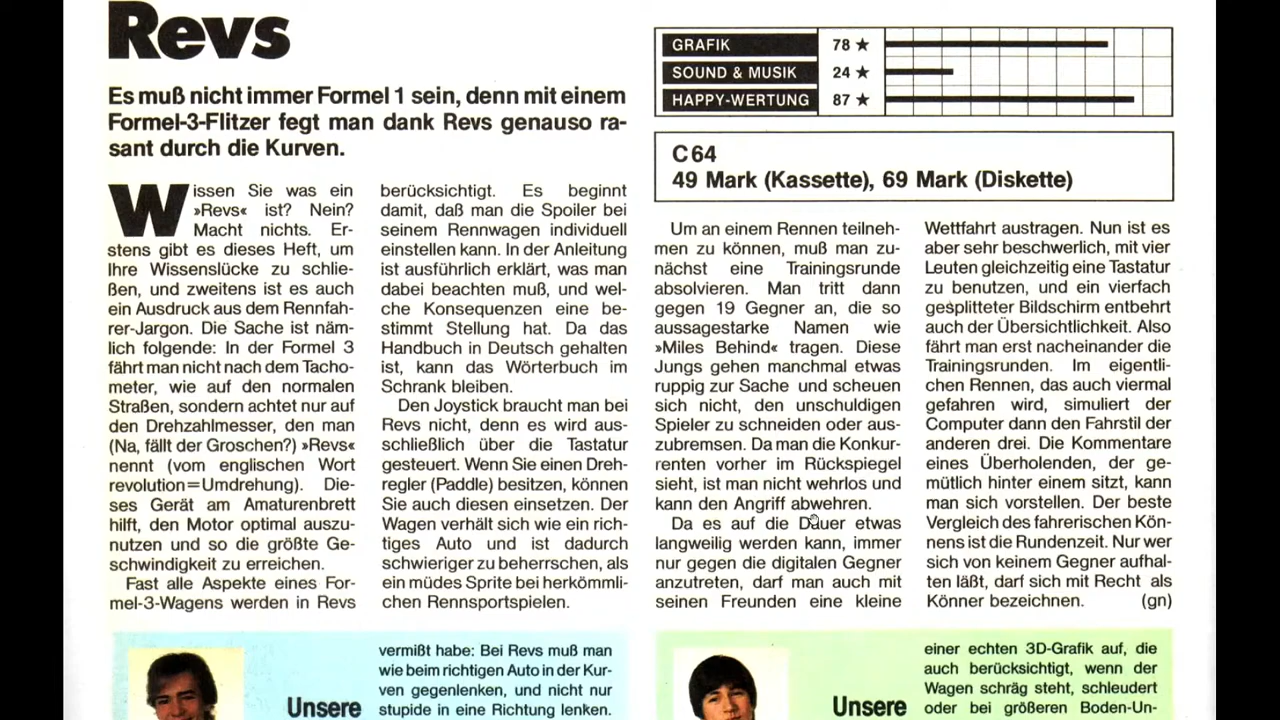 Revs
Es muß nicht immer Formel 1 sein, denn mit einem
Formel-3-Flitzer fegt man dank Revs genauso ra-
sant durch die Kurven.
Wissen Sie was ein
»Revs« ist? Nein?
Macht nichts. Er-
stens gibt es dieses Heft, um
Ihre Wissenslücke zu schlie-
ßen, und zweitens ist es auch
ein Ausdruck aus dem Rennfah-
rer-Jargon. Die Sache ist näm-
lich folgende: In der Formel 3
fährt man nicht nach dem Tacho-
meter, wie auf den normalen
Straßen, sondern achtet nur auf
den Drehzahlmesser, den man
(Na, fällt der Groschen?) »Revs«
nennt (vom englischen Wort
revolution=Umdrehung). Die-
ses Gerät am Amaturenbrett
hilft, den Motor optimal auszu-
nutzen und so die größte Ge-
schwindigkeit zu erreichen.
Fast alle Aspekte eines For-
mel-3-Wagens werden in Revs
berücksichtigt. Es beginnt
damit, daß man die Spoiler bei
seinem Rennwagen individuell
einstellen kann. In der Anleitung
ist ausführlich erklärt, was man
dabei beachten muß, und wel-
che Konsequenzen eine be-
stimmt Stellung hat. Da das
Handbuch in Deutsch gehalten
ist, kann das Wörterbuch im
Schrank bleiben.
Den Joystick braucht man bei
Revs nicht, denn es wird aus-
schließlich über die Tastatur
gesteuert. Wenn Sie einen Dreh-
regler (Paddle) besitzen, können
Sie auch diesen einsetzen. Der
Wagen verhält sich wie ein rich-
tiges Auto und ist dadurch
schwieriger zu beherrschen, als
ein müdes Sprite bei herkömmli-
chen Rennsportspielen.
GRAFIK 78 ★
SOUND & MUSIK 24 ★
HAPPY-WERTUNG 87 ★
C 64
49 Mark (Kassette), 69 Mark (Diskette)
Um an einem Rennen teilneh-
men zu können, muß man zu-
nächst eine Trainingsrunde
absolvieren. Man tritt dann
gegen 19 Gegner an, die so
aussagestarke Namen wie
»Miles Behind« tragen. Diese
Jungs gehen manchmal etwas
ruppig zur Sache und scheuen
sich nicht, den unschuldigen
Spieler zu schneiden oder aus-
zubremsen. Da man die Konkur-
renten vorher im Rückspiegel
sieht, ist man nicht wehrlos und
kann den Angriff abwehren.
Da es auf die Dauer etwas
langweilig werden kann, immer
nur gegen die digitalen Gegner
anzutreten, darf man auch mit
seinen Freunden eine kleine
Wettfahrt austragen. Nun ist es
aber sehr beschwerlich, mit vier
Leuten gleichzeitig eine Tastatur
zu benutzen, und ein vierfach
gesplitteter Bildschirm entbehrt
auch der Übersichtlichkeit. Also
fährt man erst nacheinander die
Trainingsrunden. Im eigentli-
chen Rennen, das auch viermal
gefahren wird, simuliert der
Computer dann den Fahrstil der
anderen drei. Die Kommentare
eines Überholenden, der ge-
mütlich hinter einem sitzt, kann
man sich vorstellen. Der beste
Vergleich des fahrerischen Kön-
nens ist die Rundenzeit. Nur wer
sich von keinem Gegner aufhal-
ten läßt, darf sich mit Recht als
Könner bezeichnen. (gn)
Unsere
vermißt habe: Bei Revs muß man
wie beim richtigen Auto in der Kur-
ven gegenlenken, und nicht nur
stupide in eine Richtung lenken.
Unsere
einer echten 3D-Grafik auf, die
auch berücksichtigt, wenn der
Wagen schräg steht, schleudert
oder bei größeren Boden-Un-